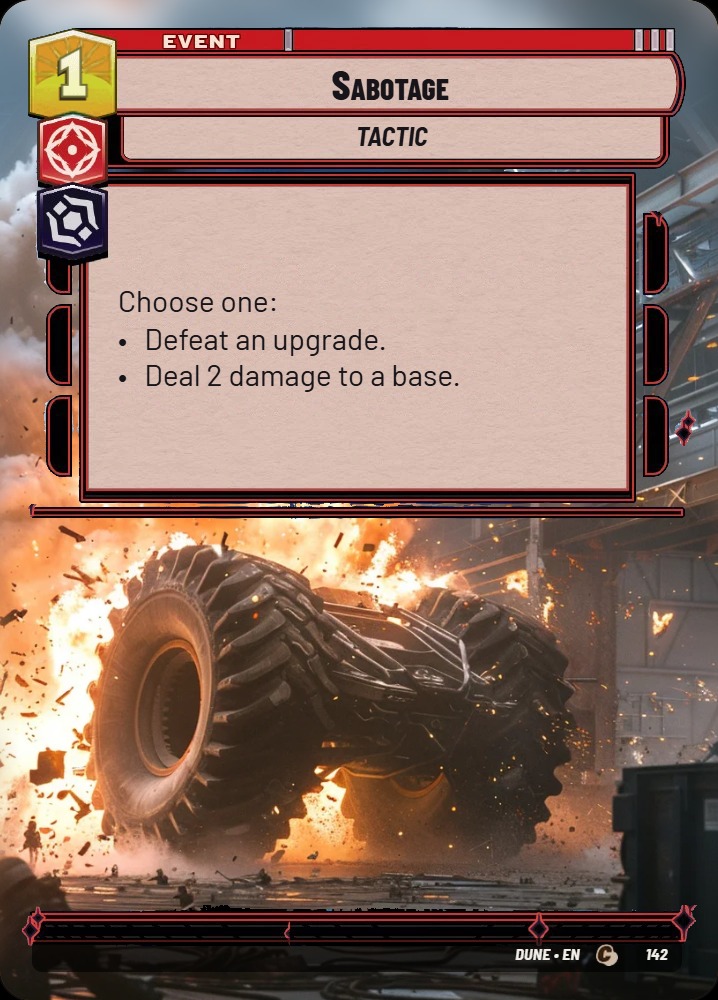 EVENT
1
Sabotage
TACTIC
Choose one:
• Defeat an upgrade.
• Deal 2 damage to a base.
DUNE • EN C 142